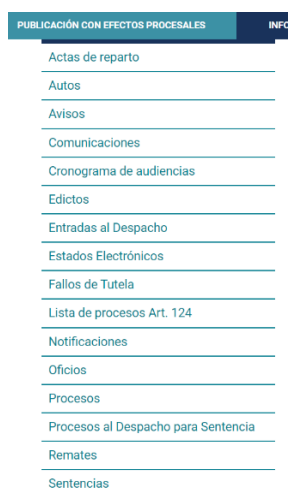 PUBLICACIÓN CON EFECTOS PROCESALES
Actas de reparto
Autos
Avisos
Comunicaciones
Cronograma de audiencias
Edictos
Entradas al Despacho
Estados Electrónicos
Fallos de Tutela
Lista de procesos Art. 124
Notificaciones
Oficios
Procesos
Procesos al Despacho para Sentencia
Remates
Sentencias